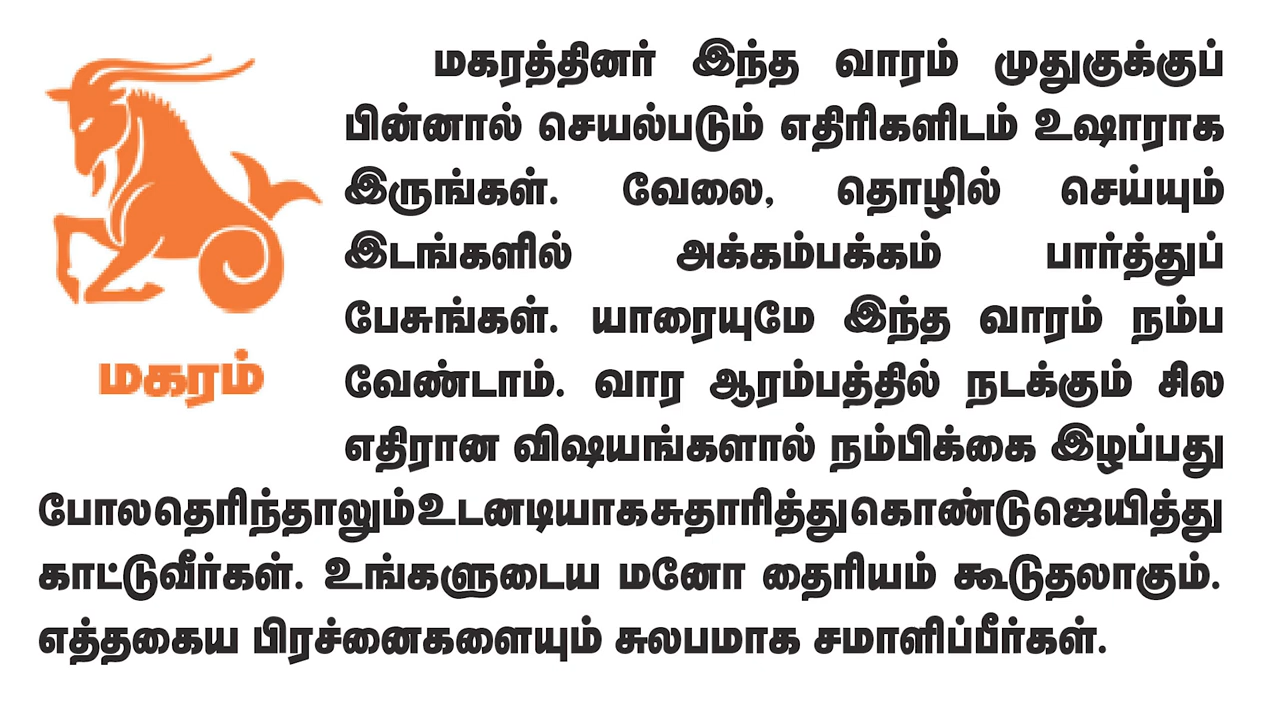 மகரத்தினர் இந்த வாரம் முதுகுக்குப்
பின்னால் செயல்படும் எதிரிகளிடம் உஷாராக
இருங்கள். வேலை, தொழில் செய்யும்
இடங்களில் அக்கம்பக்கம் பார்த்துப்
பேசுங்கள். யாரையுமே இந்த வாரம் நம்ப
வேண்டாம். வார ஆரம்பத்தில் நடக்கும் சில
எதிரான விஷயங்களால் நம்பிக்கை இழப்பது
போல தெரிந்தாலும் உடனடியாக சுதாரித்து கொண்டு ஜெயித்து
காட்டுவீர்கள். உங்களுடைய மனோ தைரியம் கூடுதலாகும்.
எத்தகைய பிரச்னைகளையும் சுலபமாக சமாளிப்பீர்கள்.
மகரம்